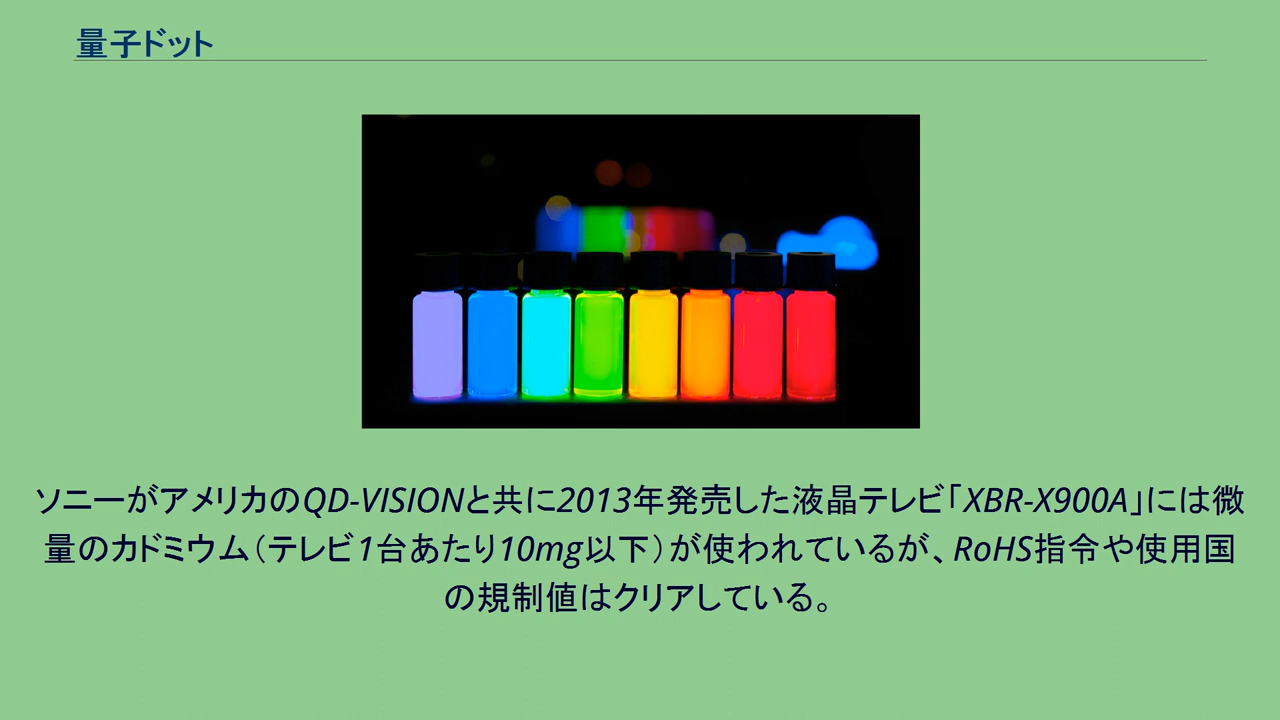 量子ドット
ソニーがアメリカのQD-VISIONと共に2013年発売した液晶テレビ「XBR-X900A」には微
量のカドミウム（テレビ1台あたり10mg以下）が使われているが、RoHS指令や使用国
の規制値はクリアしている。